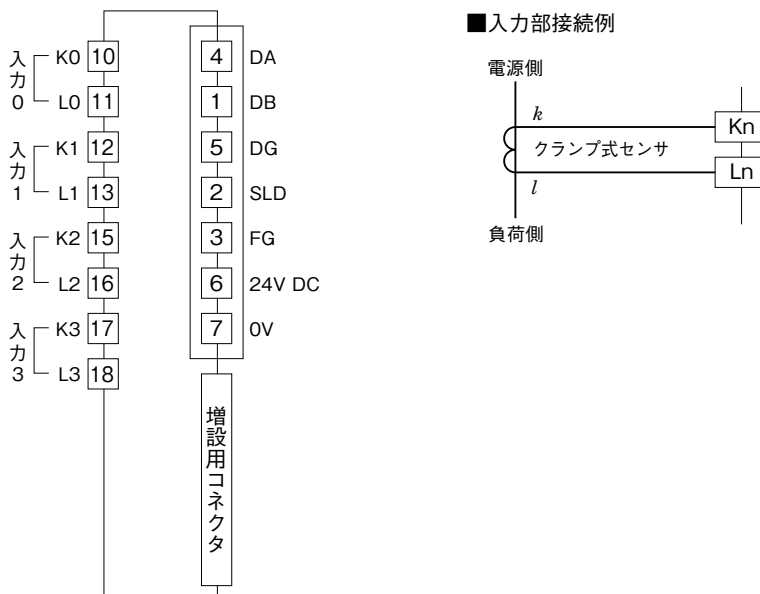 ■入力部接続例
入力0
K0 10
L0 11
入力1
K1 12
L1 13
入力2
K2 15
L2 16
入力3
K3 17
L3 18
4 DA
1 DB
5 DG
2 SLD
3 FG
6 24V DC
7 0V
増設用コネクタ
電源側
k
クランプ式センサ
l
負荷側
Kn
Ln